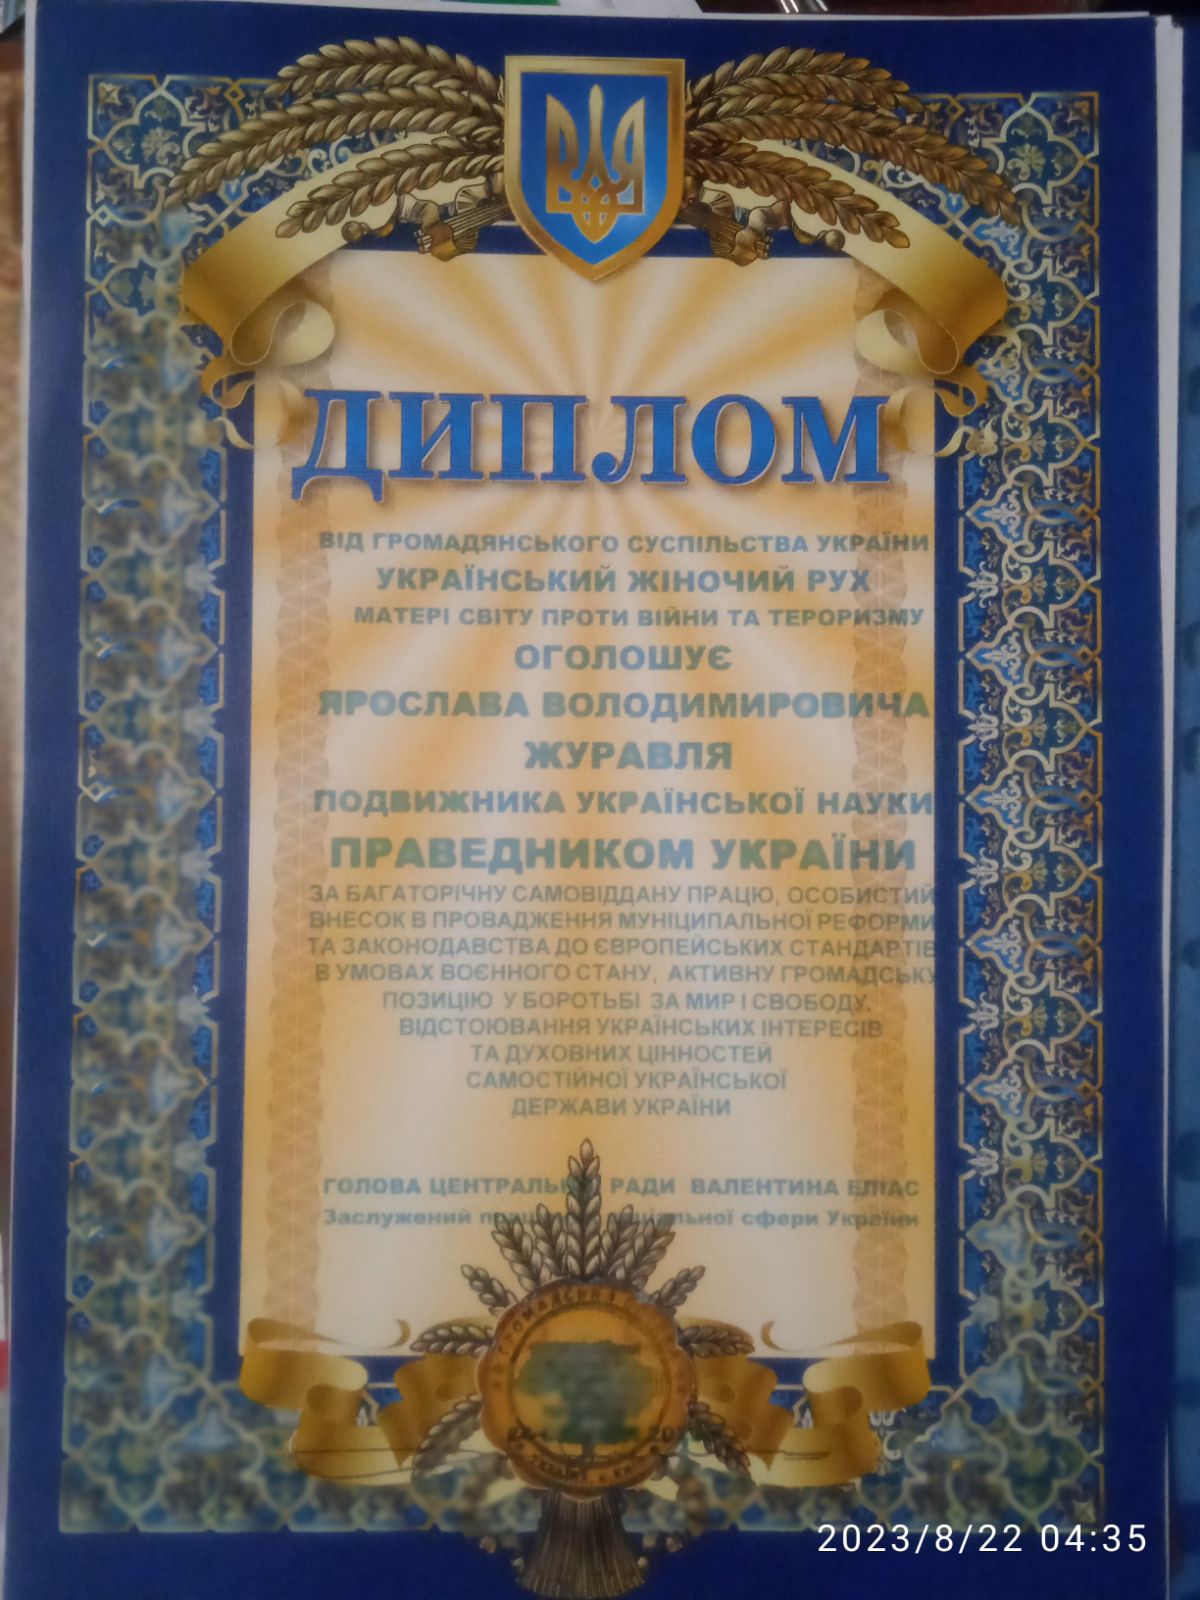 ДИПЛОМ
ВІД ГРОМАДЯНСЬКОГО СУСПІЛЬСТВА УКРАЇНИ
УКРАЇНСЬКИЙ ЖІНОЧИЙ РУХ
МАТЕРІ СВІТУ ПРОТИ ВІЙНИ ТА ТЕРОРИЗМУ
ОГОЛОШУЄ
ЯРОСЛАВА ВОЛОДИМИРОВИЧА
ЖУРАВЛЯ
ПОДВИЖНИКА УКРАЇНСЬКОЇ НАУКИ
ПРАВЕДНИКОМ УКРАЇНИ
ЗА БАГАТОРІЧНУ САМОВІДДАНУ ПРАЦЮ, ОСОБИСТИЙ
ВНЕСОК В ПРОВАДЖЕННЯ МУНІЦИПАЛЬНОЇ РЕФОРМИ
ТА ЗАКОНОДАВСТВА ДО ЄВРОПЕЙСЬКИХ СТАНДАРТІВ
В УМОВАХ ВОЄННОГО СТАНУ, АКТИВНУ ГРОМАДСЬКУ
ПОЗИЦІЮ У БОРОТЬБІ ЗА МИР І СВОБОДУ.
ВІДСТОЮВАННЯ УКРАЇНСЬКИХ ІНТЕРЕСІВ
ТА ДУХОВНИХ ЦІННОСТЕЙ
САМОСТІЙНОЇ УКРАЇНСЬКОЇ
ДЕРЖАВИ УКРАЇНИ
ГОЛОВА РАДИ ВАЛЕНТИНА ЕЛІАС
Заслужений сфери України
2023/8/22 04:35